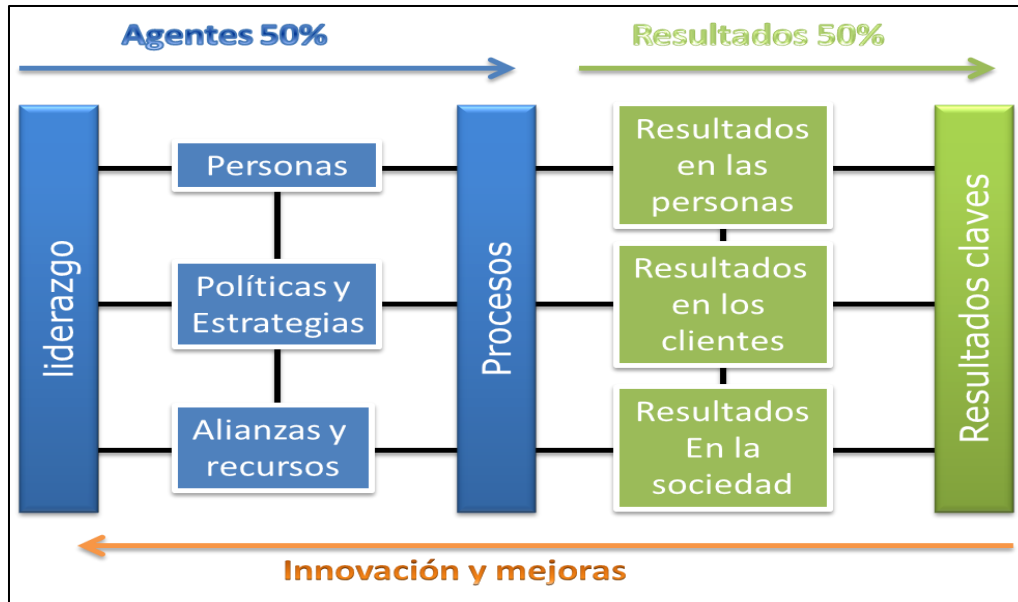 Agentes 50%
Resultados 50%
liderazgo
Personas
Políticas y
Estrategias
Alianzas y
recursos
Procesos
Resultados
en las
personas
Resultados
en los
clientes
Resultados
En la
sociedad
Resultados claves
Innovación y mejoras